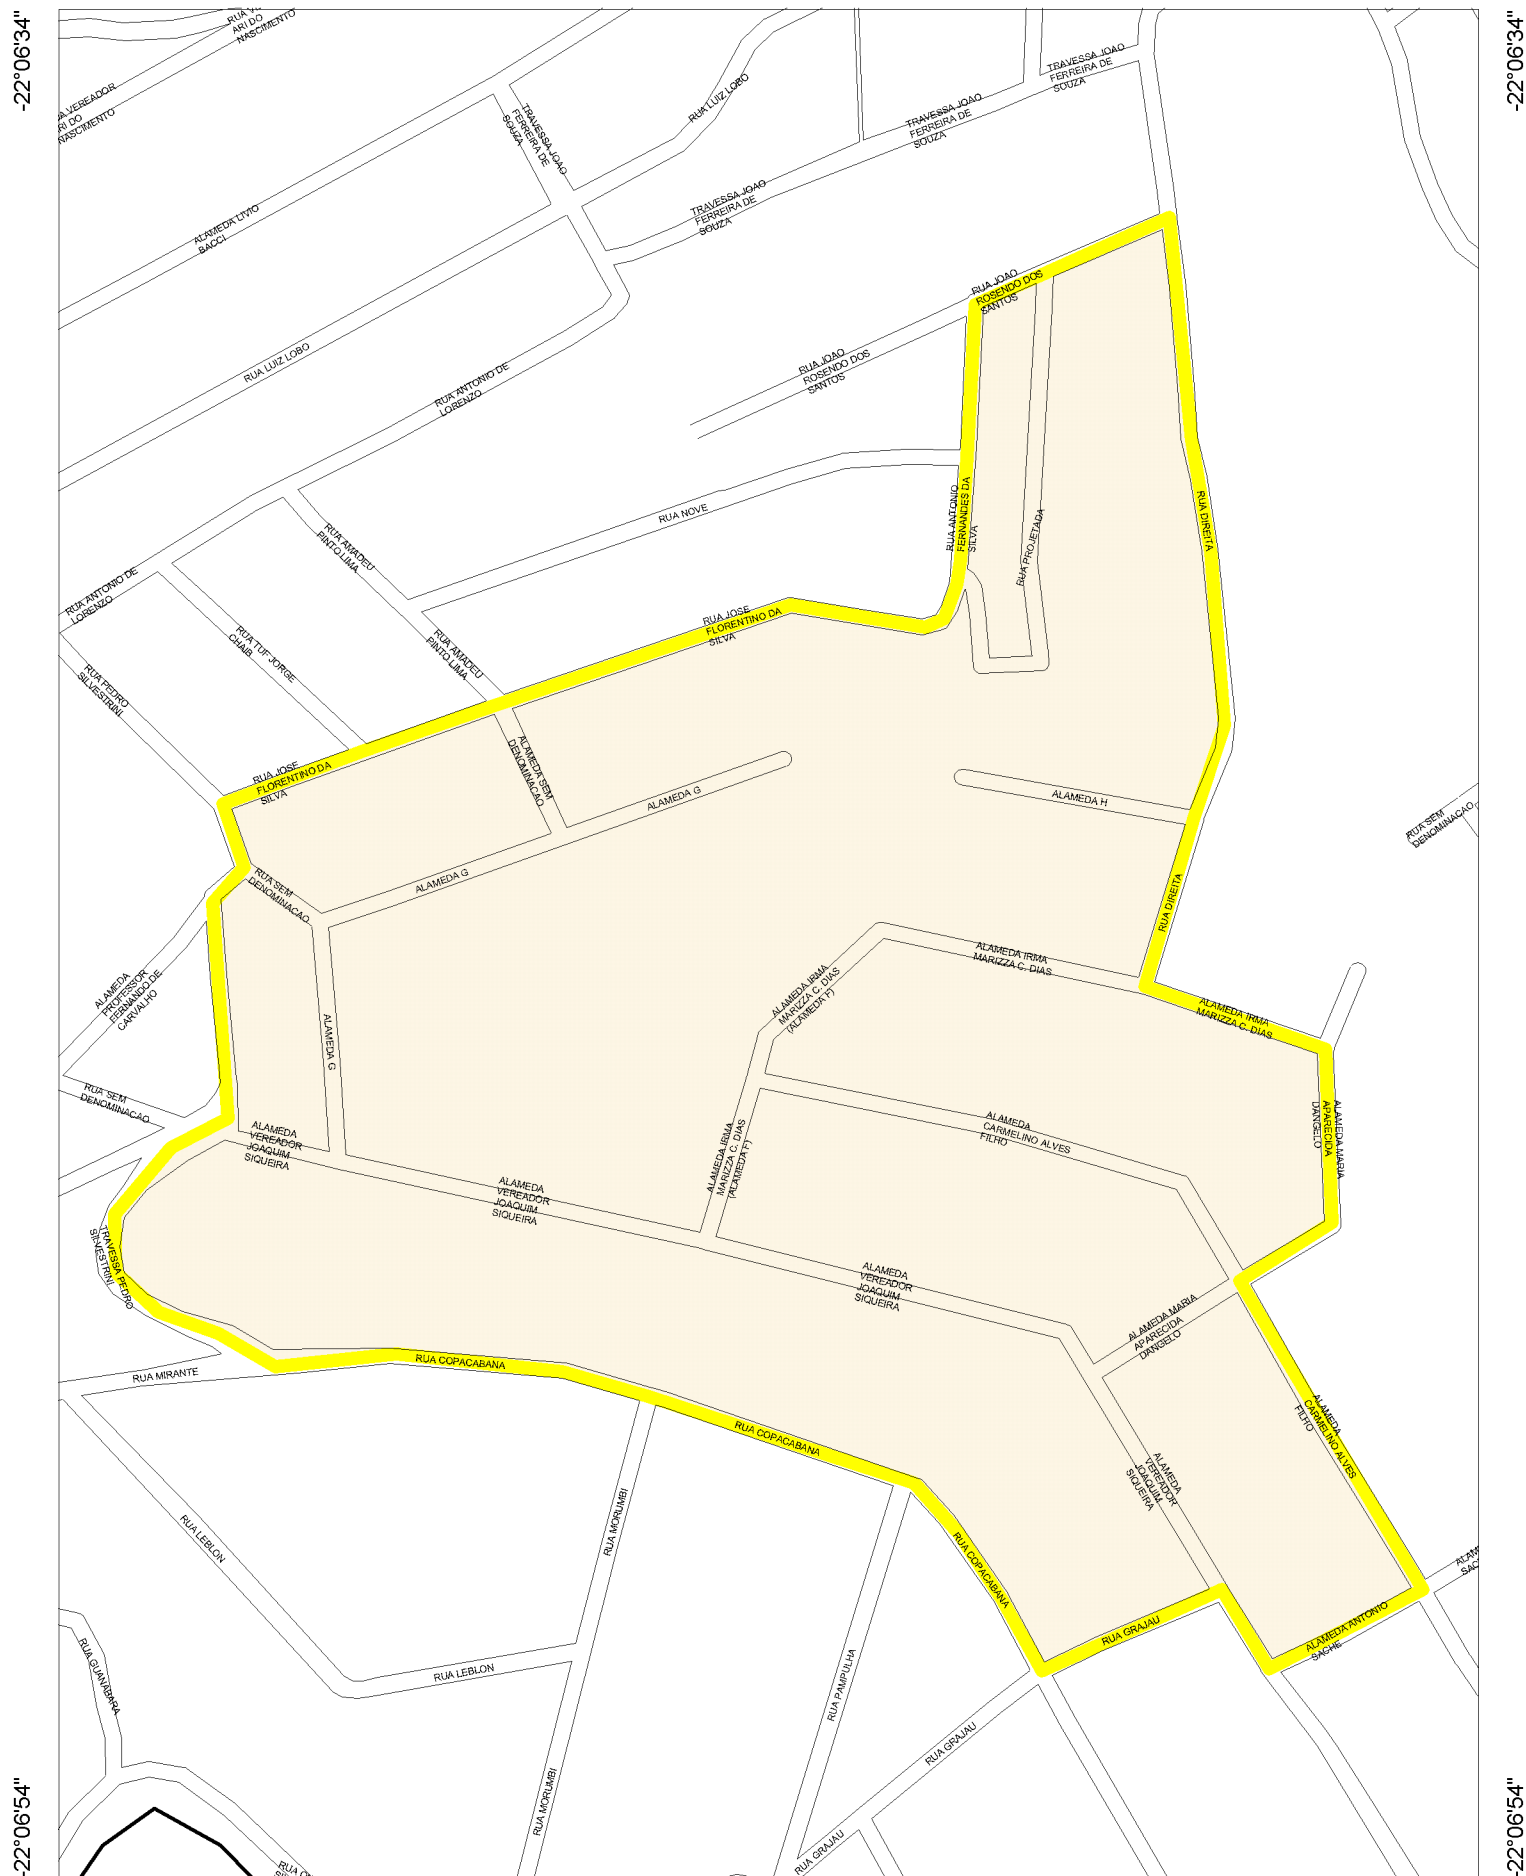 -22°06'34"
-22°06'34"
ARI DO
NASCIMENTO
VEREADOR
NASCIMENTO
TRAVESSA JOAO
FERREIRA DE
SOUZA
RUA LUIZ LOBO
TRAVESSA JOAO
FERREIRA DE
SOUZA
TRAVESSA JOAO
FERREIRA DE
SOUZA
TRAVESSA JOAO
FERREIRA DE
SOUZA
ALAMEDA LIVIO
BACCI
RUA JOAO
ROSENDO DOS
SANTOS
RUA LUIZ LOBO
RUA JOAO
ROSENDO DOS
SANTOS
RUA ANTONIO DE
LORENZO
RUA NOVE
RUA ANTONIO
FERNANDES DA
SILVA
RUA PROJETADA
RUA DIREITA
RUA AMADEU
PINTO LIMA
RUA ANTONIO DE
LORENZO
RUA TUF JORGE
CHAIB
RUA AMADEU
PINTO LIMA
RUA JOSE
FLORENTINO DA
SILVA
RUA PEDRO
SILVESTRINI
RUA JOSE
FLORENTINO DA
SILVA
ALAMEDA SEM
DENOMINACAO
ALAMEDA G
ALAMEDA H
RUA SEM
DENOMINACAO
RUA SEM
DENOMINACAO
ALAMEDA G
RUA DIREITA
ALAMEDA
PROFESSOR
FERNANDO DE
CARVALHO
ALAMEDA IRMA
MARIZZA C. DIAS
ALAMEDA IRMA
MARIZZA C. DIAS
(ALAMEDA F)
ALAMEDA IRMA
MARIZZA C. DIAS
ALAMEDA G
RUA SEM
DENOMINACAO
ALAMEDA
VEREADOR
JOAQUIM
SIQUEIRA
ALAMEDA
CARMELINO ALVES
FILHO
ALAMEDA MARIA
APARECIDA
DANGELO
ALAMEDA IRMA
MARIZZA C. DIAS
(ALAMEDA F)
ALAMEDA
VEREADOR
JOAQUIM
SIQUEIRA
TRAVESSA PEDRO
SILVESTRINI
ALAMEDA
VEREADOR
JOAQUIM
SIQUEIRA
ALAMEDA MARIA
APARECIDA
DANGELO
RUA MIRANTE
RUA COPACABANA
RUA COPACABANA
ALAMEDA
CARMELINO ALVES
FILHO
ALAMEDA
VEREADOR
JOAQUIM
SIQUEIRA
RUA LEBLON
RUA MORUMBI
RUA COPACABANA
RUA GRAJAU
ALAMEDA ANTONIO
SACHE
RUA GUANABARA
RUA LEBLON
RUA PAMPULHA
RUA GRAJAU
RUA MORUMBI
RUA GRAJAU
-22°06'54"
-22°06'54"